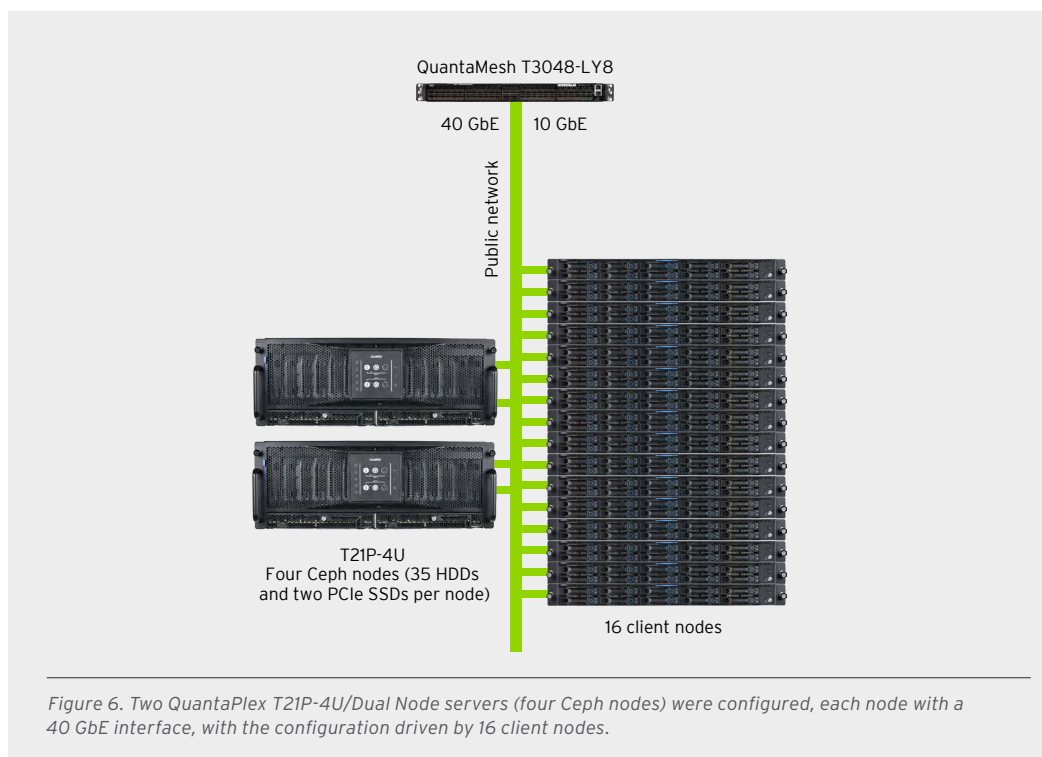 QuantaMesh T3048-LY8
40 GbE 10 GbE
Public network
T21P-4U
Four Ceph nodes (35 HDDs
and two PCIe SSDs per node)
16 client nodes
Figure 6. Two QuantaPlex T21P-4U/Dual Node servers (four Ceph nodes) were configured, each node with a
40 GbE interface, with the configuration driven by 16 client nodes.